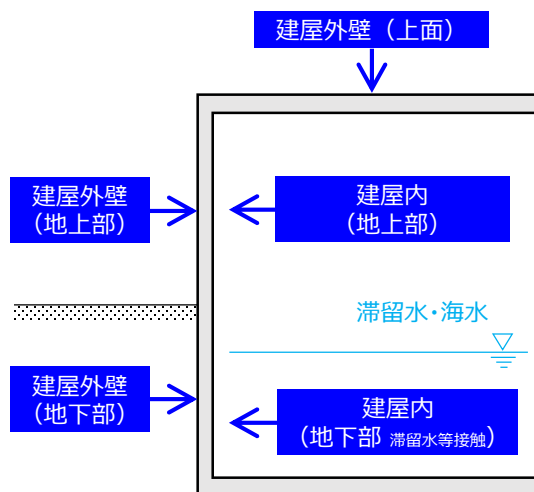 建屋外壁（上面）
建屋外壁
（地上部）
建屋内
（地上部）
滞留水・海水
建屋外壁
（地下部）
建屋内
（地下部 滞留水等接触）